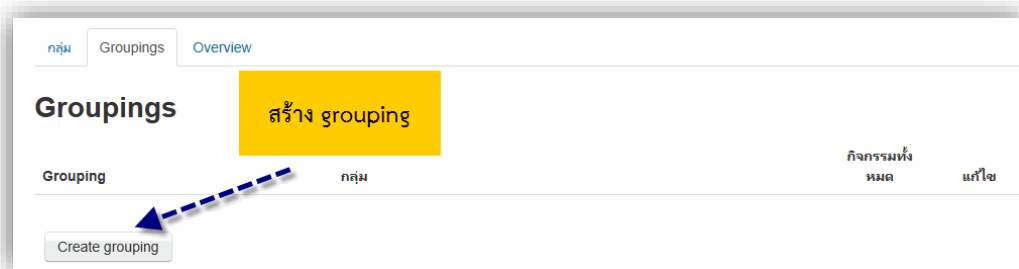 กลุ่ม Groupings Overview
Groupings
สร้าง grouping
Grouping กลุ่ม กิจกรรมทั้ง
หมด แก้ไข
Create grouping